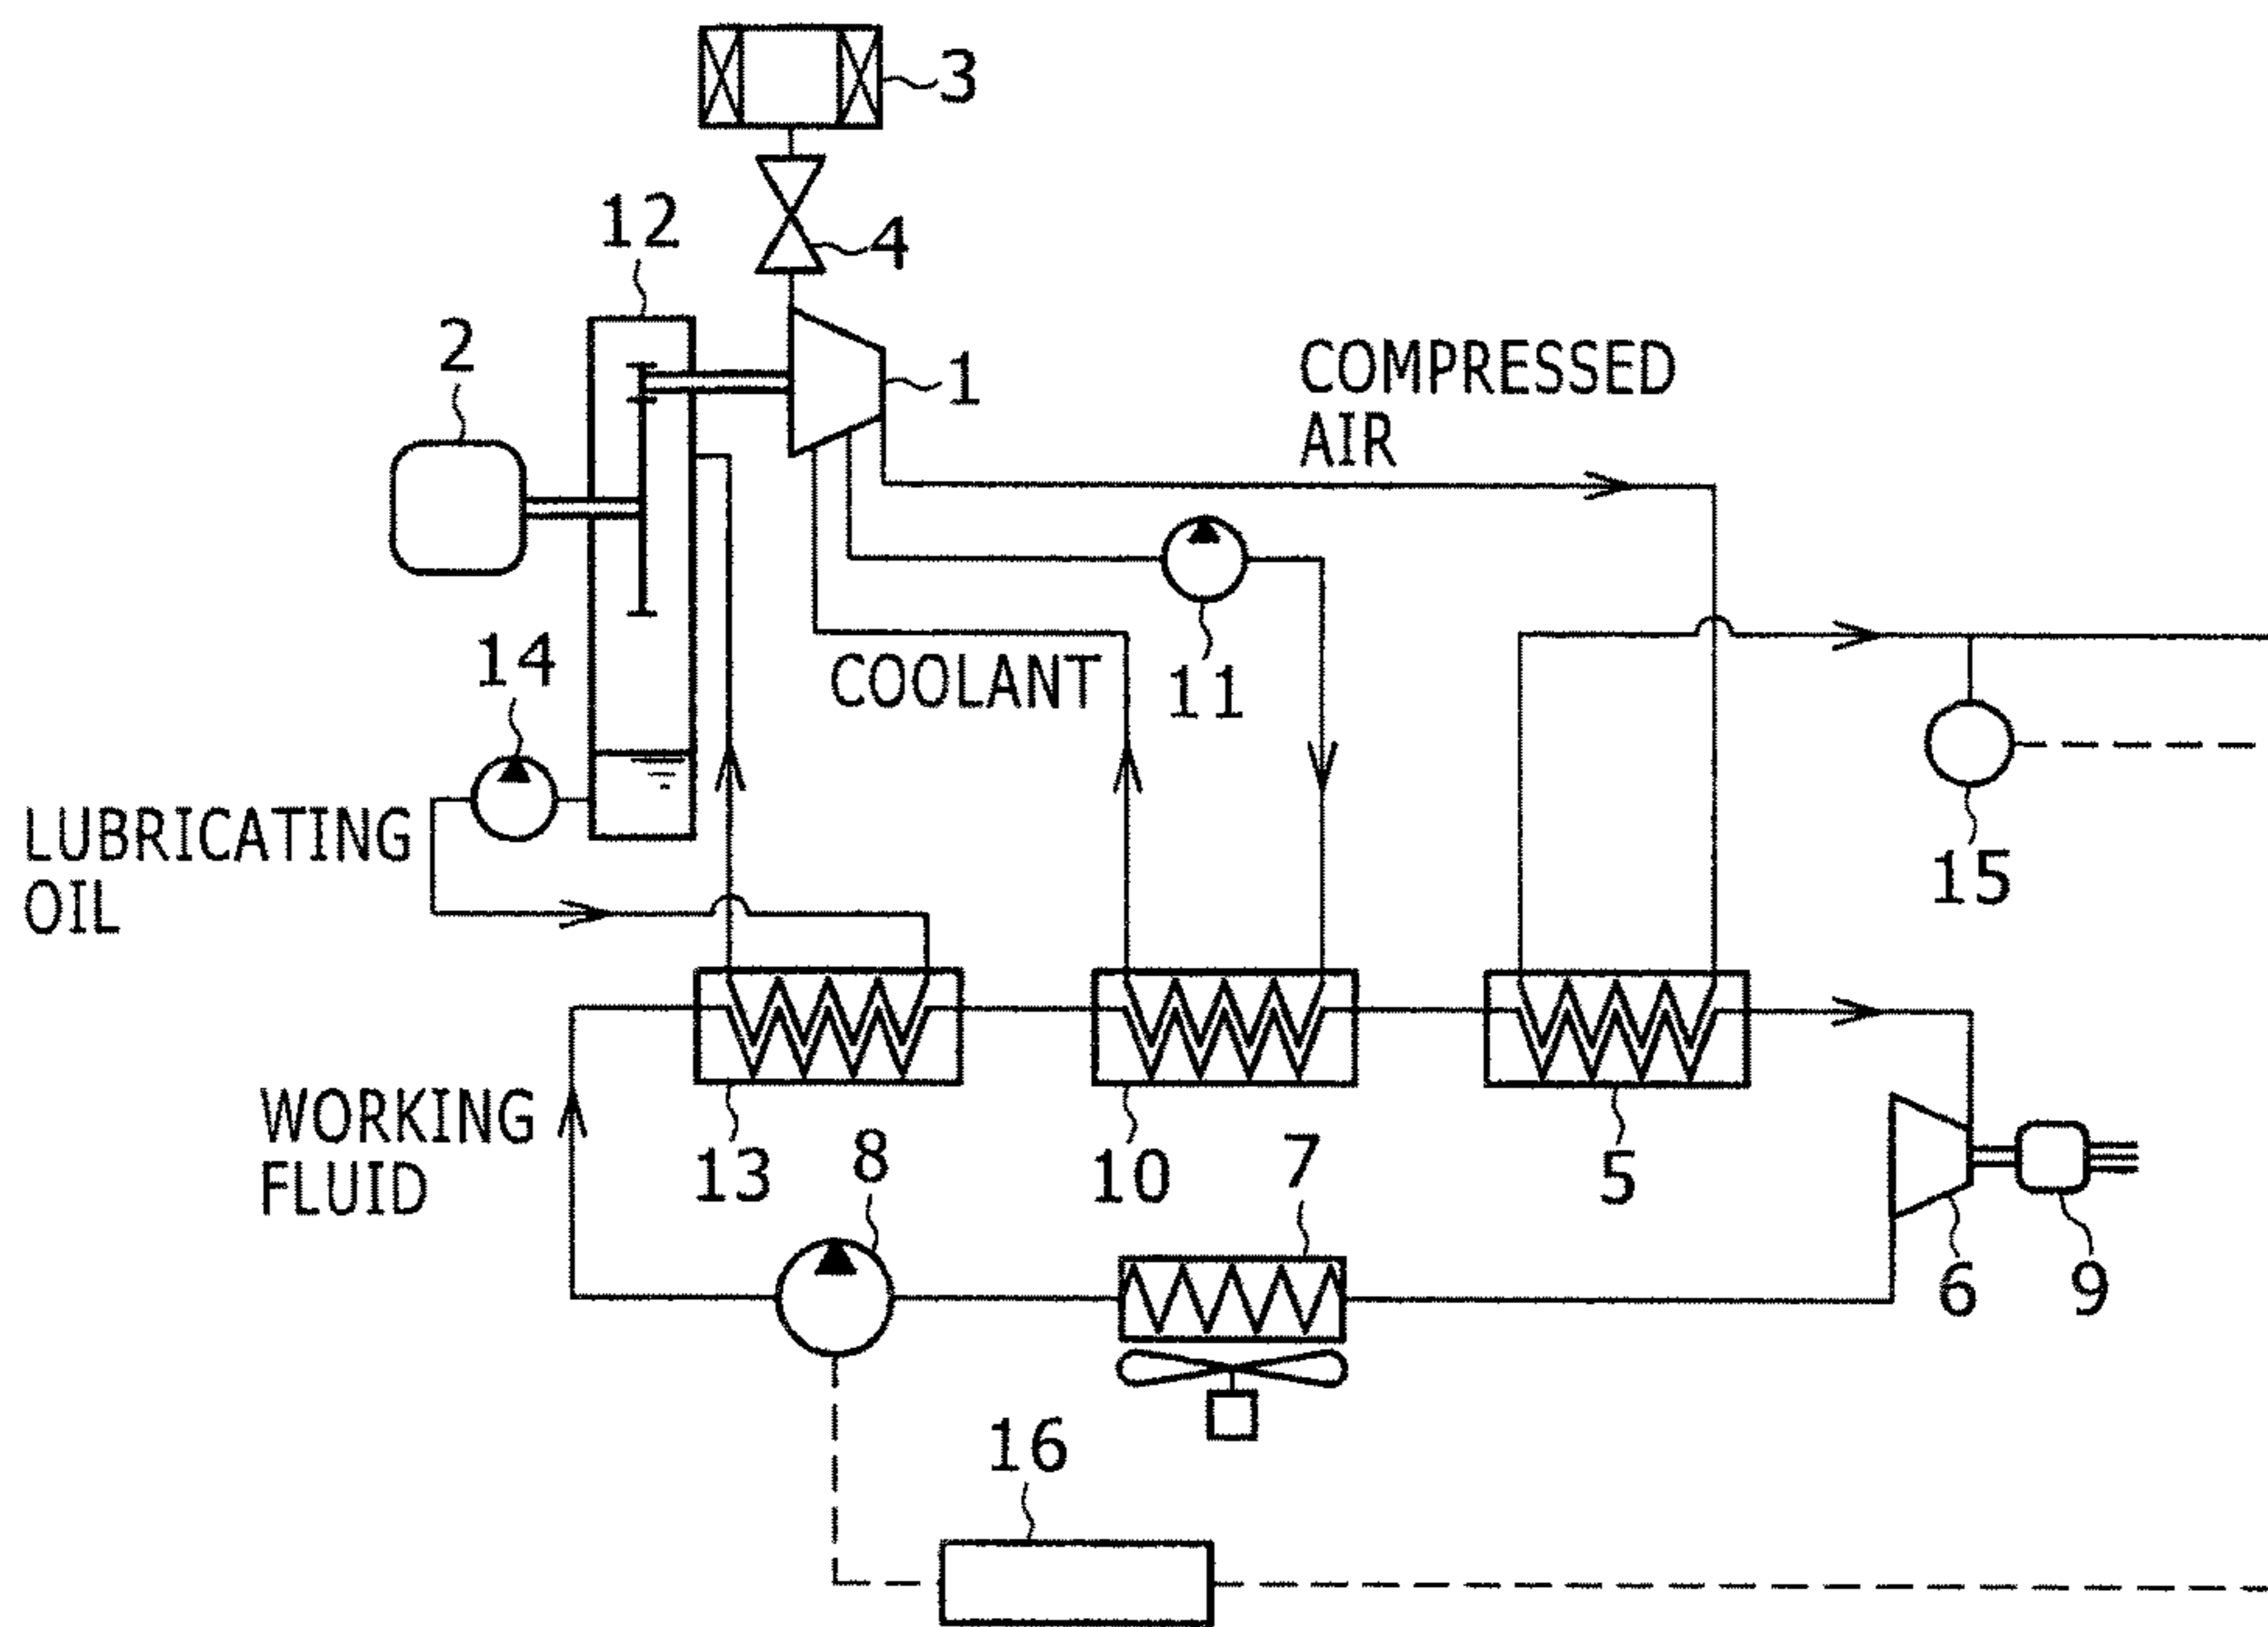 3
12
4
2
1
COMPRESSED
AIR
14
COOLANT
11
LUBRICATING
OIL
15
WORKING
FLUID
13
8
10
7
5
6
9
16